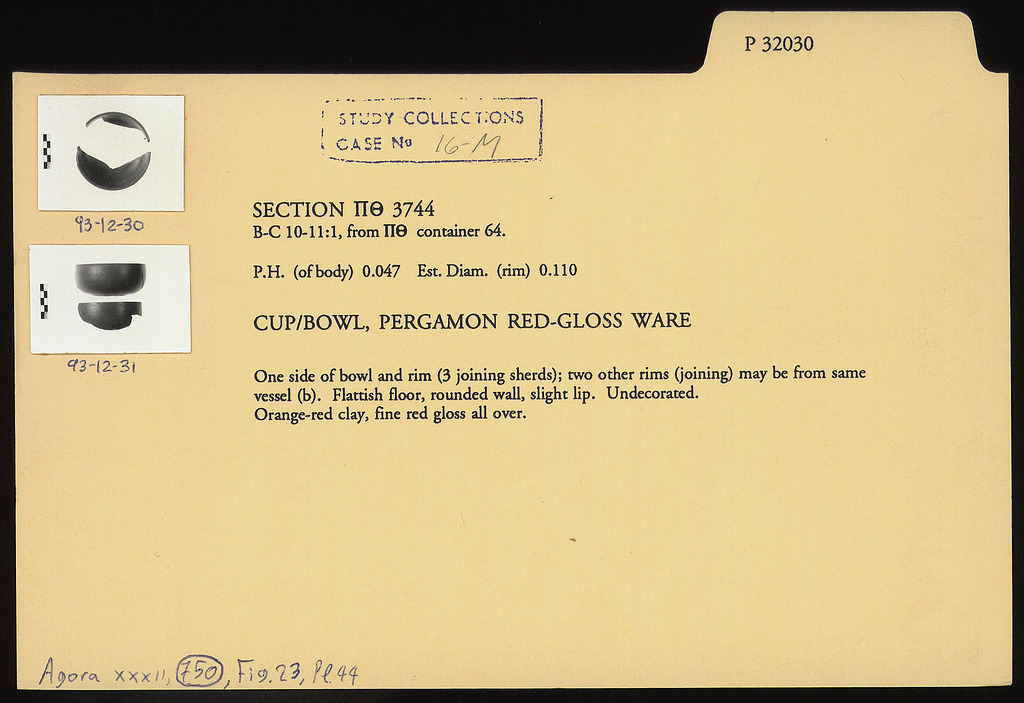 P 32030
STUDY COLLECTIONS
CASE No 16-M
93-12-30
93-12-31
SECTION ΠΘ 3744
B-C 10-11:1, from ΠΘ container 64.
P.H. (of body) 0.047 Est. Diam. (rim) 0.110
CUP/BOWL, PERGAMON RED-GLOSS WARE
One side of bowl and rim (3 joining sherds); two other rims (joining) may be from same
vessel (b). Flattish floor, rounded wall, slight lip. Undecorated.
Orange-red clay, fine red gloss all over.
Agora XXXII, 750, Fig. 23, Pl. 44